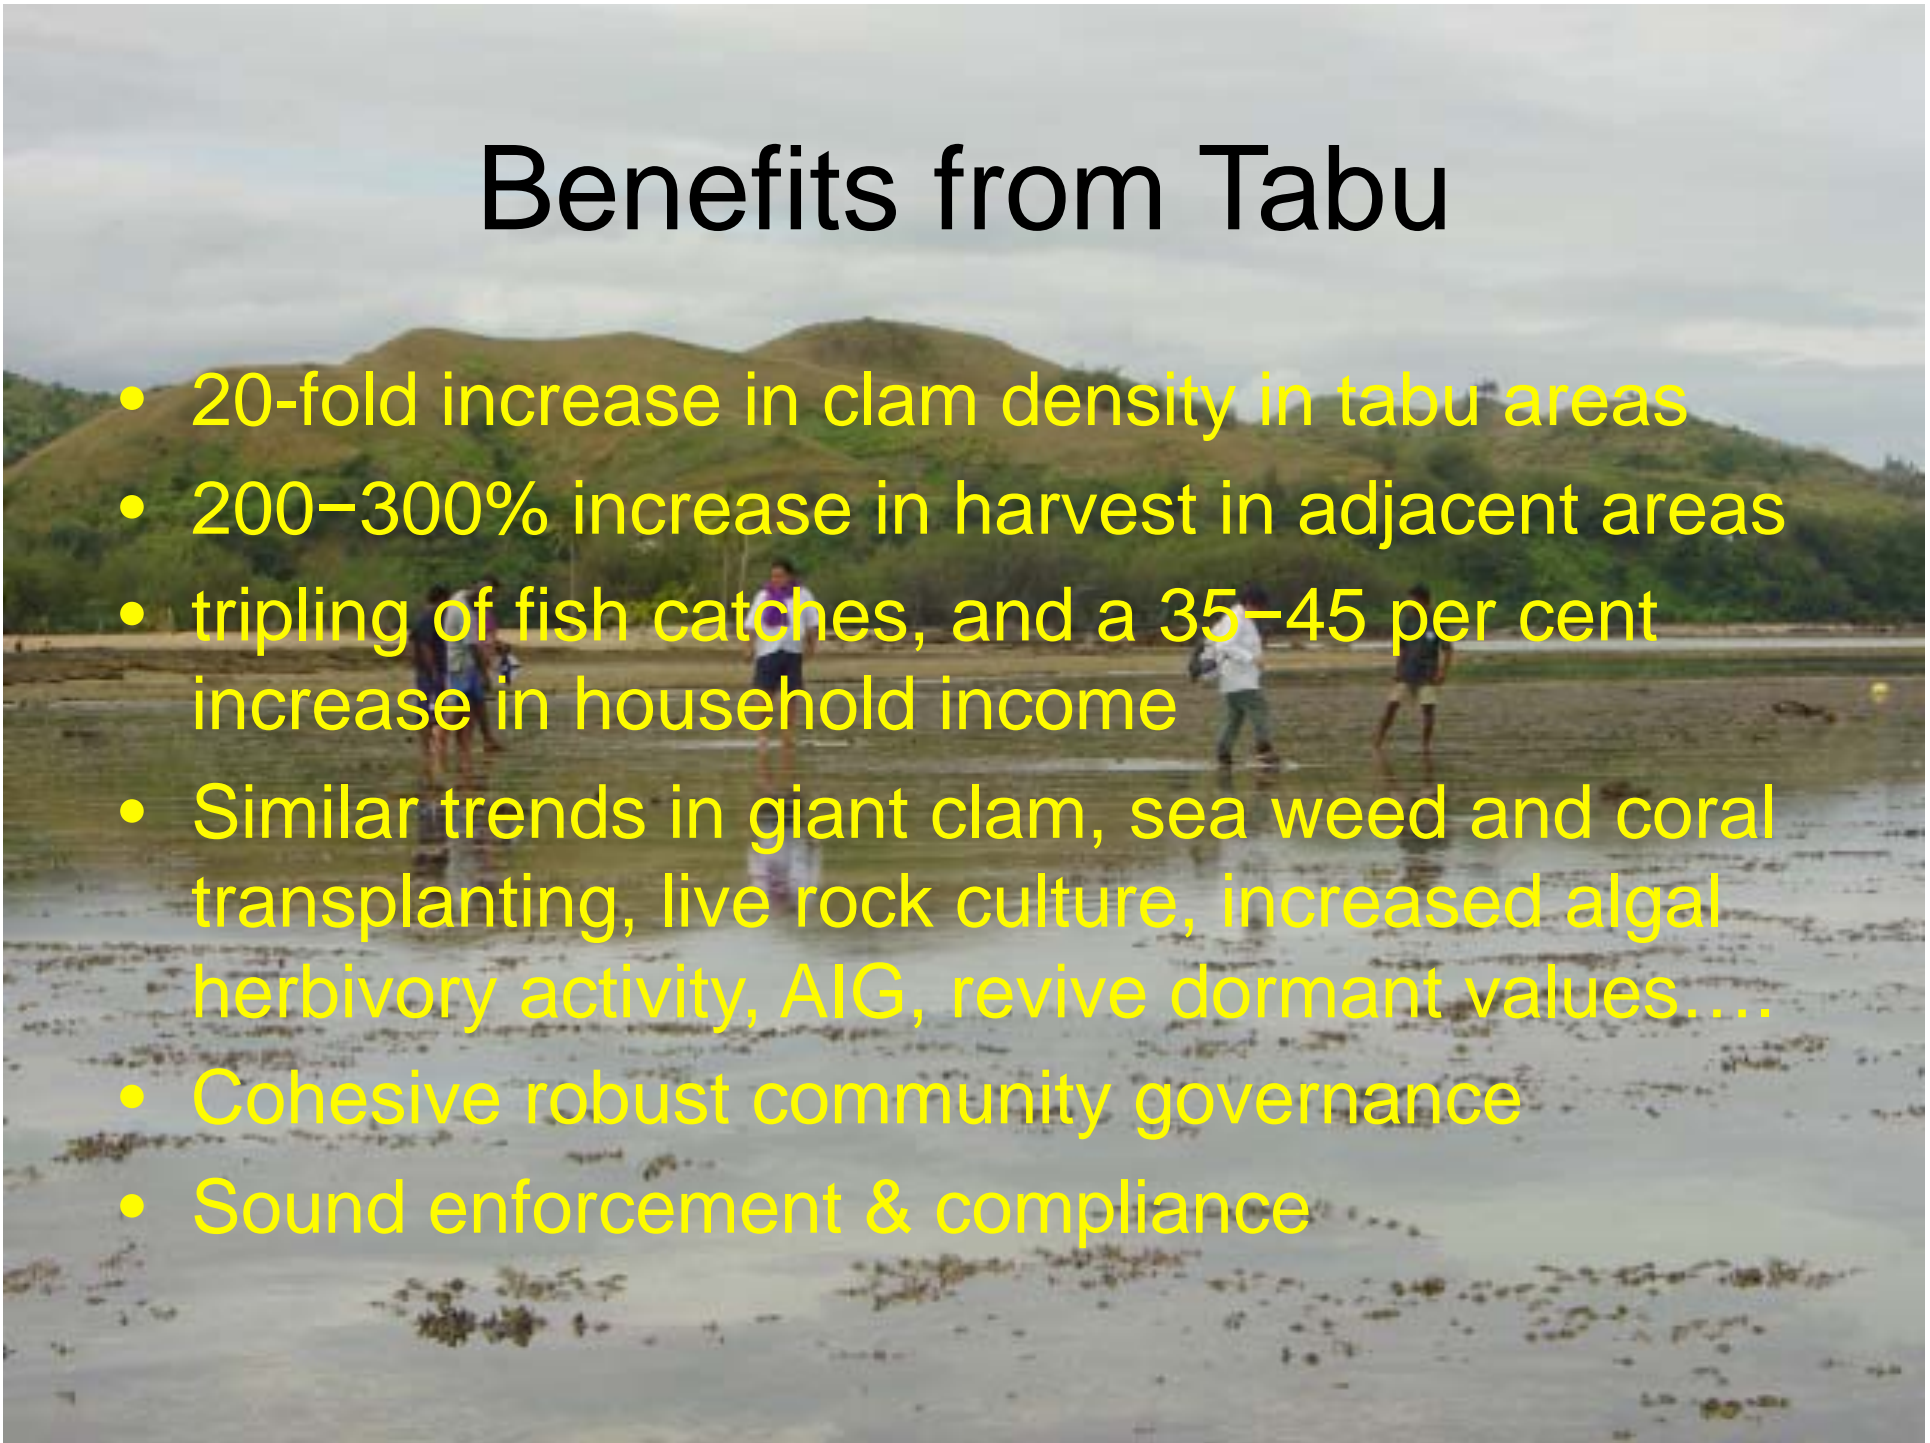 Benefits from Tabu
• 20-fold increase in clam density in tabu areas
• 200−300% increase in harvest in adjacent areas
• tripling of fish catches, and a 35−45 per cent
increase in household income
• Similar trends in giant clam, sea weed and coral
transplanting, live rock culture, increased algal
herbivory activity, AIG, revive dormant values….
• Cohesive robust community governance
• Sound enforcement & compliance